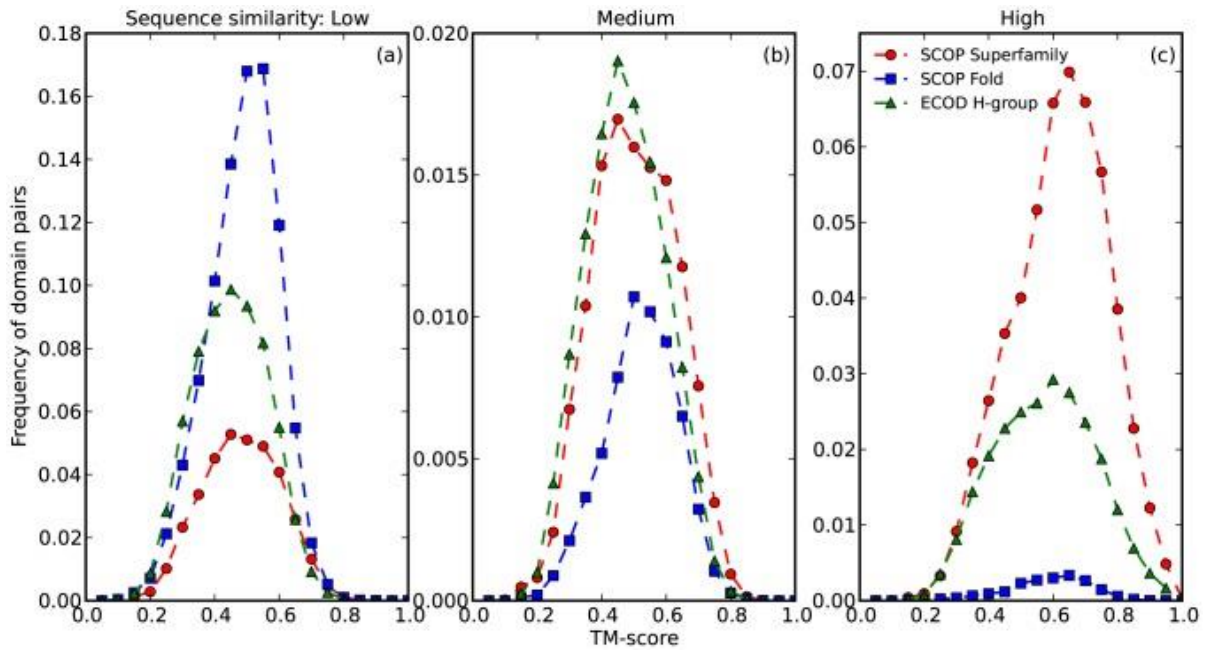 Sequence similarity: Low
Medium
High
(a)
(b)
(c)
SCOP Superfamily
SCOP Fold
ECOD H-group
Frequency of domain pairs
0.18
0.16
0.14
0.12
0.10
0.08
0.06
0.04
0.02
0.00
0.020
0.015
0.010
0.005
0.000
0.07
0.06
0.05
0.04
0.03
0.02
0.01
0.00
0.0 0.2 0.4 0.6 0.8 1.0
0.0 0.2 0.4 0.6 0.8 1.0
0.0 0.2 0.4 0.6 0.8 1.0
TM-score